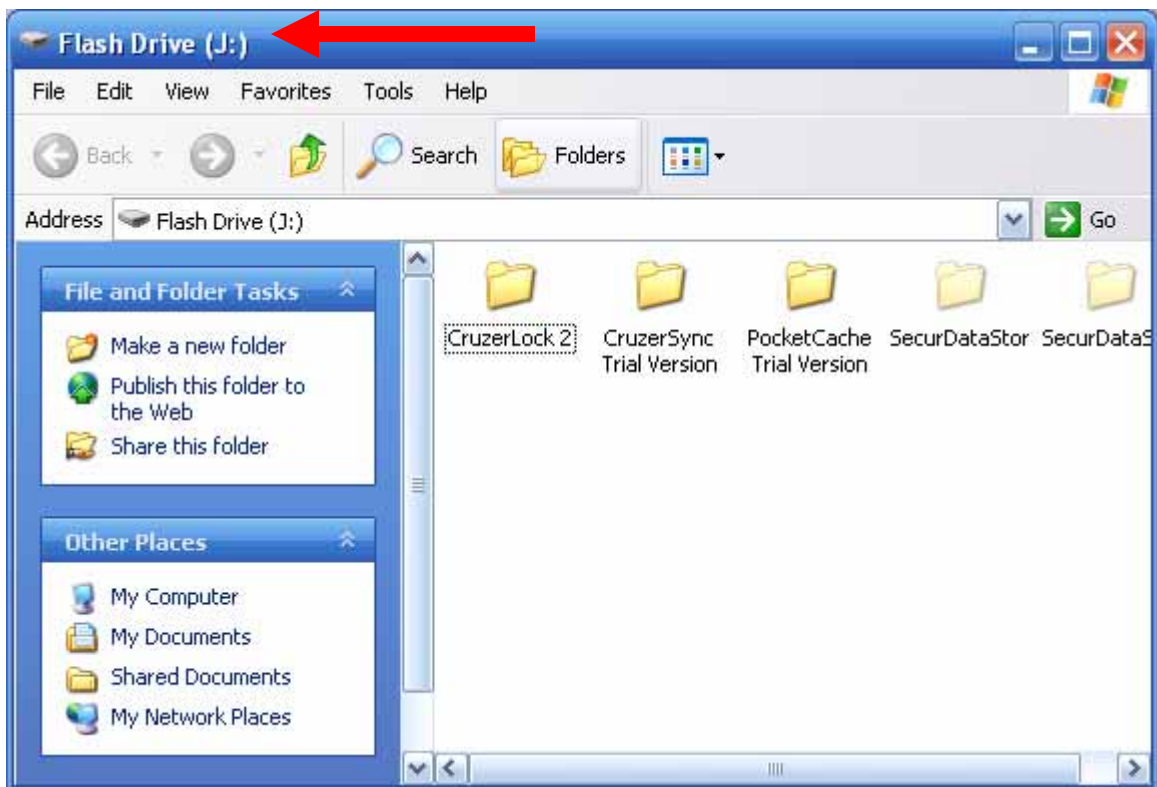 Flash Drive (J:)
File Edit View Favorites Tools Help
Back Search Folders
Address Flash Drive (J:) Go
File and Folder Tasks
Make a new folder
Publish this folder to
the Web
Share this folder
Other Places
My Computer
My Documents
Shared Documents
My Network Places
CruzerLock 2
CruzerSync
Trial Version
PocketCache
Trial Version
SecurDataStor
SecurDataS